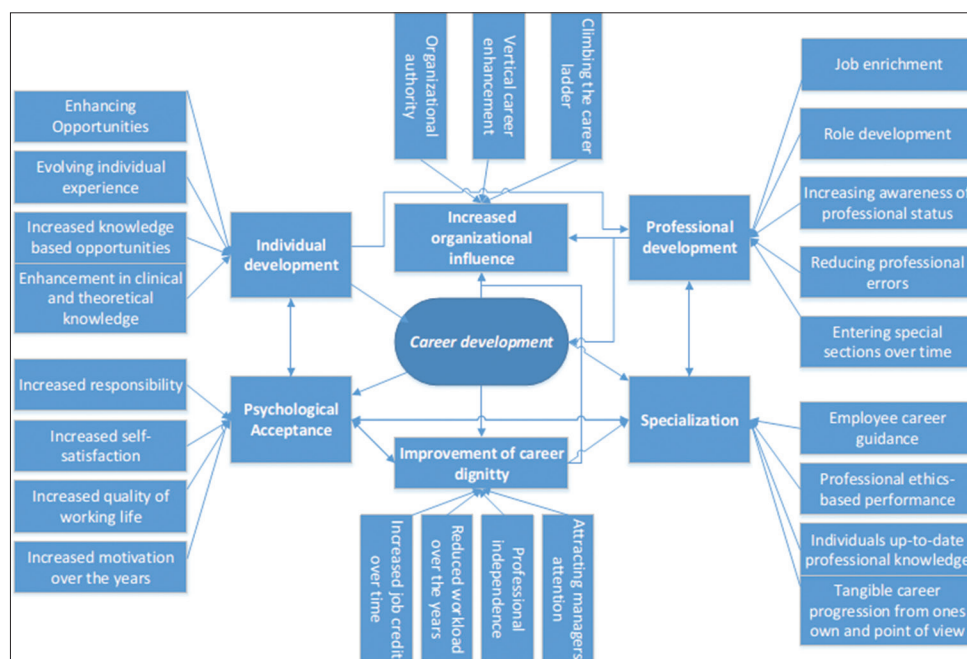 Organizational
authority
Vertical career
enhancement
Climbing the career
ladder
Enhancing
Opportunities
Evolving individual
experience
Increased knowledge
based opportunities
Enhancement in clinical
and theoretical
knowledge
Individual
development
Increased
organizational
influence
Professional
development
Job enrichment
Role development
Increasing awareness of
professional status
Reducing professional
errors
Entering special
sections over time
Career development
Increased responsibility
Increased self-
satisfaction
Increased quality of
working life
Increased motivation
over the years
Psychological
Acceptance
Improvement of career
dignitty
Specialization
Employee career
guidance
Professional ethics-
based performance
Individuals up-to-date
professional knowledge
Tangible career
progression from ones
own and point of view
Increased job credit
over time
Reduced workload
over the years
Professional
independence
Attracting managers
attention